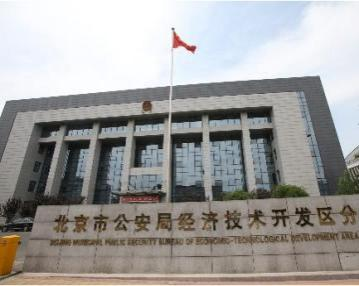 北京市公安局经济技术开发区分
BEIJING MUNICIPAL PUBLIC SECURITY BUREAU OF ECONOMIC-TECHNOLOGICAL DEVELOPMENT AREA